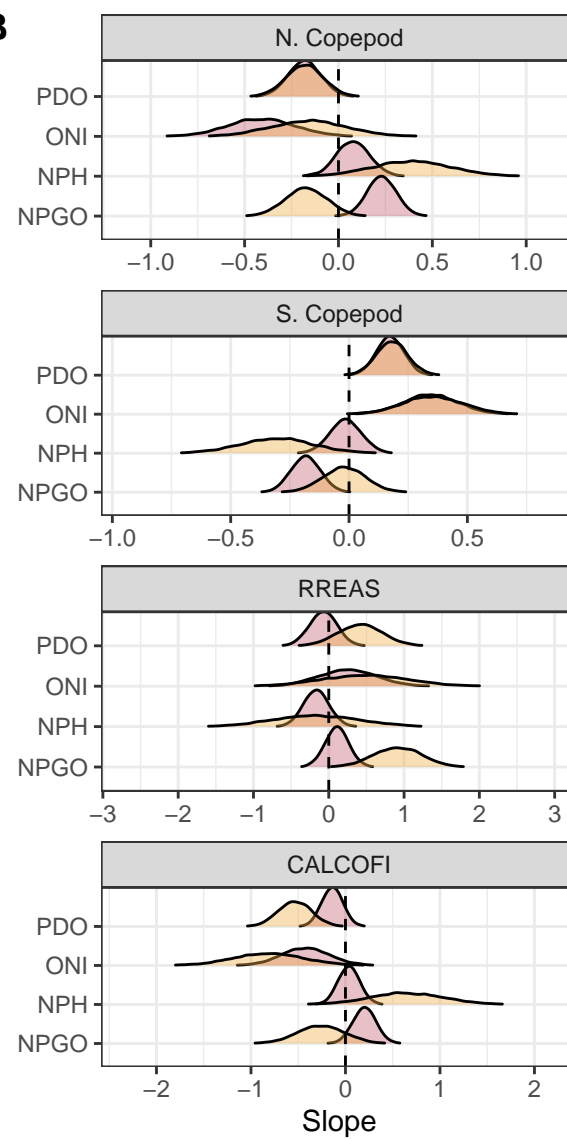 B
N. Copepod
PDO
ONI
NPH
NPGO
−1.0 −0.5 0.0 0.5 1.0
S. Copepod
PDO
ONI
NPH
NPGO
−1.0 −0.5 0.0 0.5
RREAS
PDO
ONI
NPH
NPGO
−3 −2 −1 0 1 2 3
CALCOFI
PDO
ONI
NPH
NPGO
−2 −1 0 1 2
Slope